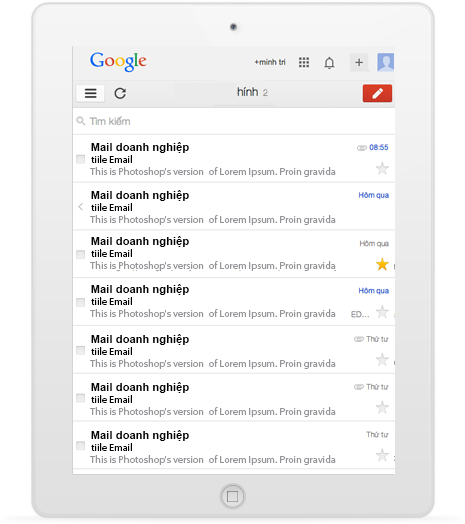 Google
+minh tri
hính 2
Tìm kiếm
Mail doanh nghiệp
08:55
tiile Email
This is Photoshop's version of Lorem Ipsum. Proin gravida
Mail doanh nghiệp
Hôm qua
tiile Email
This is Photoshop's version of Lorem Ipsum. Proin gravida
Mail doanh nghiệp
Hôm qua
tiile Email
This is Photoshop's version of Lorem Ipsum. Proin gravida
Mail doanh nghiệp
Hôm qua
tiile Email
This is Photoshop's version of Lorem Ipsum. Proin gravida
ED...
Mail doanh nghiệp
Thứ tư
tiile Email
This is Photoshop's version of Lorem Ipsum. Proin gravida
Mail doanh nghiệp
Thứ tư
tiile Email
This is Photoshop's version of Lorem Ipsum. Proin gravida
Mail doanh nghiệp
Thứ tư
tiile Email
This is Photoshop's version of Lorem Ipsum. Proin gravida